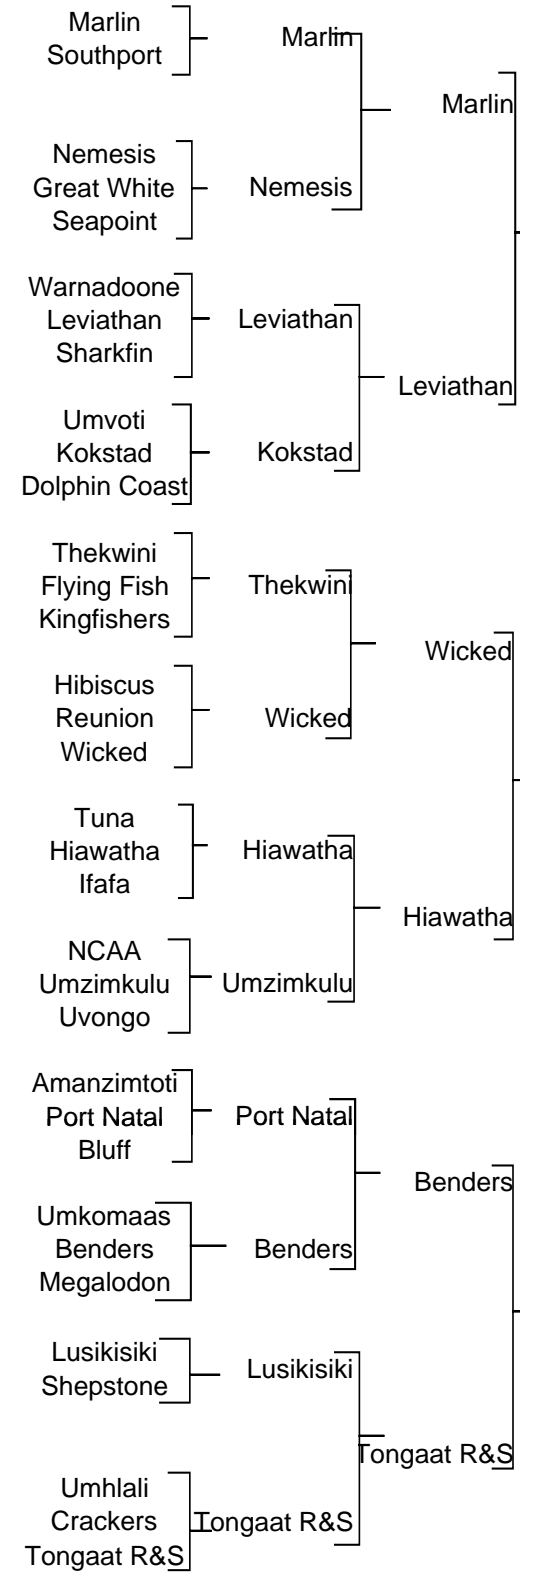 Marlin
Southport
Nemesis
Great White
Seapoint
Warnadoone
Leviathan
Sharkfin
Umvoti
Kokstad
Dolphin Coast
Thekwini
Flying Fish
Kingfishers
Hibiscus
Reunion
Wicked
Tuna
Hiawatha
Ifafa
NCAA
Umzimkulu
Uvongo
Amanzimtoti
Port Natal
Bluff
Umkomaas
Benders
Megalodon
Lusikisiki
Shepstone
Umhlali
Crackers
Tongaat R&S
Marlin
Nemesis
Leviathan
Kokstad
Thekwini
Wicked
Hiawatha
Umzimkulu
Port Natal
Benders
Lusikisiki
Tongaat R&S
Marlin
Leviathan
Wicked
Hiawatha
Benders
Tongaat R&S